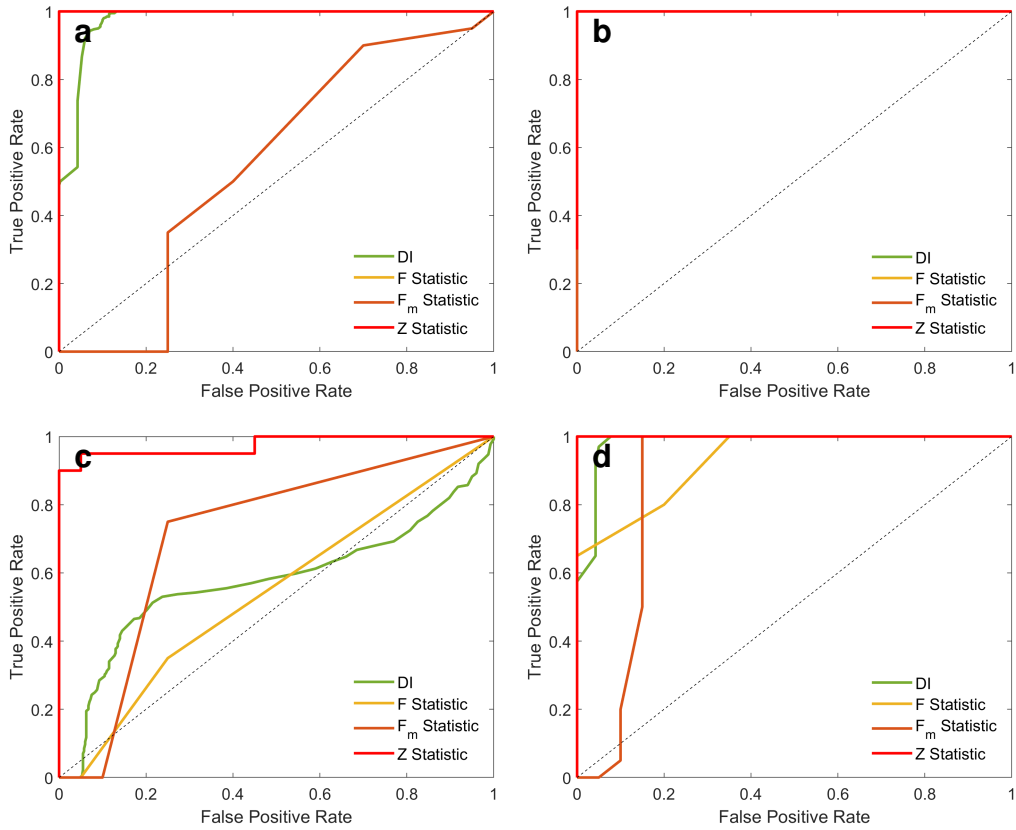 a
1
0.8
0.6
0.4
0.2
0
True Positive Rate
DI
F Statistic
F_m Statistic
Z Statistic
0 0.2 0.4 0.6 0.8 1
False Positive Rate
b
1
0.8
0.6
0.4
0.2
0
True Positive Rate
DI
F Statistic
F_m Statistic
Z Statistic
0 0.2 0.4 0.6 0.8 1
False Positive Rate
c
1
0.8
0.6
0.4
0.2
0
True Positive Rate
DI
F Statistic
F_m Statistic
Z Statistic
0 0.2 0.4 0.6 0.8 1
False Positive Rate
d
1
0.8
0.6
0.4
0.2
0
True Positive Rate
DI
F Statistic
F_m Statistic
Z Statistic
0 0.2 0.4 0.6 0.8 1
False Positive Rate